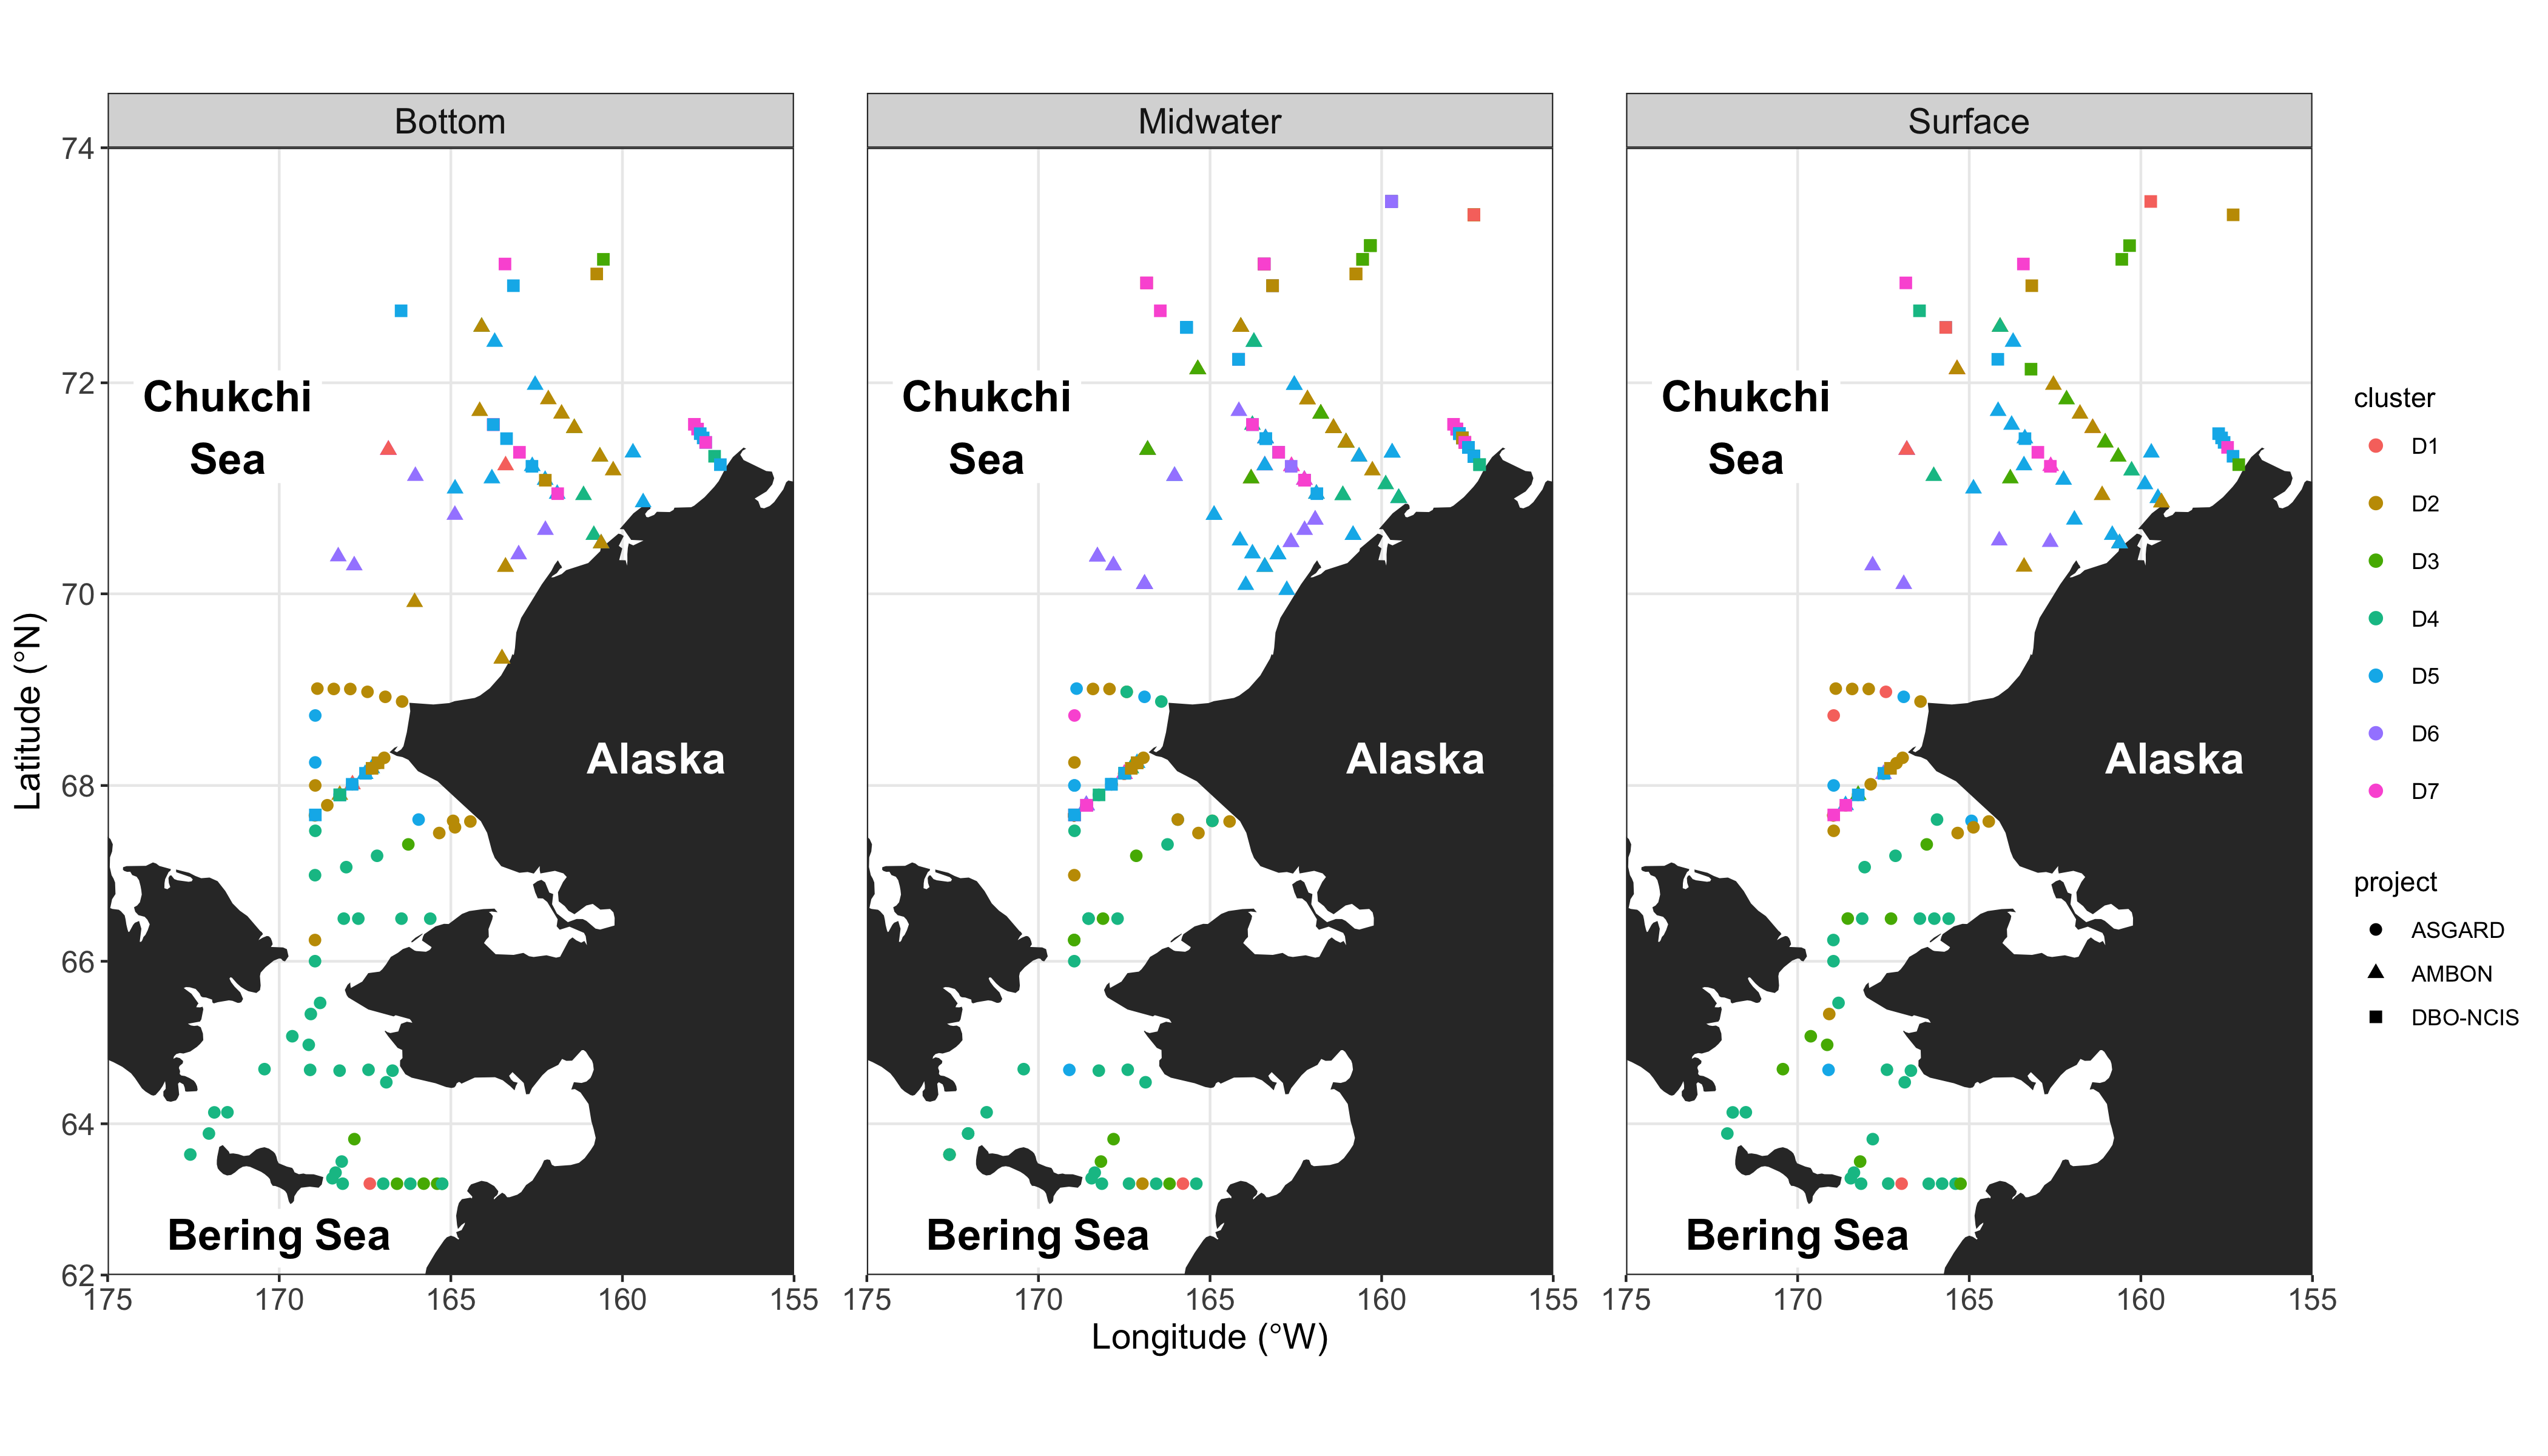 Bottom
Midwater
Surface
74
72
70
68
66
64
62
Latitude (°N)
Chukchi
Sea
Alaska
Bering Sea
Chukchi
Sea
Alaska
Bering Sea
Chukchi
Sea
Alaska
Bering Sea
175
170
165
160
155
175
170
165
160
155
175
170
165
160
155
Longitude (°W)
cluster
D1
D2
D3
D4
D5
D6
D7
project
ASGARD
AMBON
DBO-NCIS